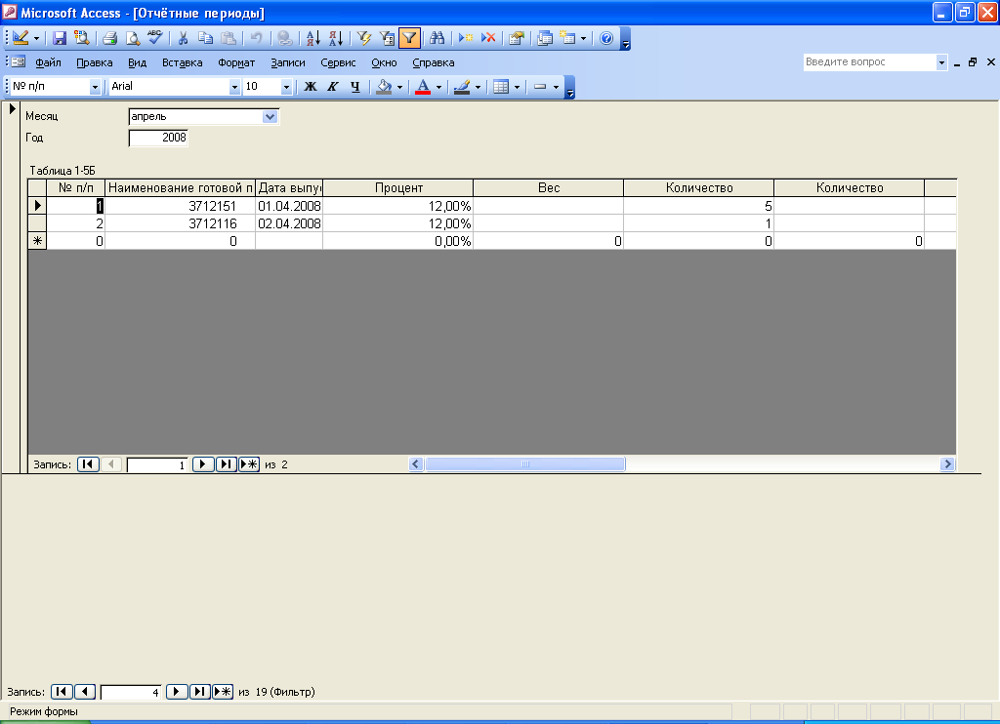 Microsoft Access - [Отчётные периоды]
Файл Правка Вид Вставка Формат Записи Сервис Окно Справка Введите вопрос
№ п/п Arial 10 Ж К Ч
Месяц апрель
Год 2008
Таблица 1-5Б
№ п/п Наименование готовой п Дата выпус Процент Вес Количество Количество
1 3712151 01.04.2008 12,00% 5
2 3712116 02.04.2008 12,00% 1
0 0 0,00% 0 0 0
Запись: 1 из 2
Запись: 4 из 19 (Фильтр)
Режим формы